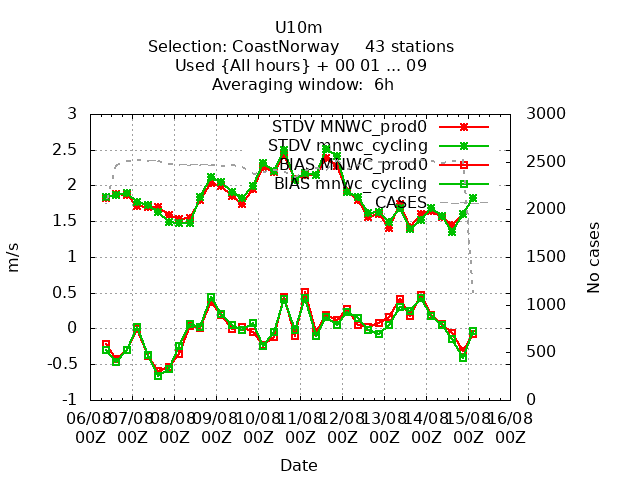 U10m
Selection: CoastNorway     43 stations
Used {All hours} + 00 01 ... 09
Averaging window:  6h
3
2.5
2
1.5
1
0.5
0
-0.5
-1
m/s
3000
2500
2000
1500
1000
500
0
No cases
STDV MNWC_prod0
STDV mnwc_cycling
BIAS MNWC_prod0
BIAS mnwc_cycling
CASES
06/08 07/08 08/08 09/08 10/08 11/08 12/08 13/08 14/08 15/08 16/08
00Z 00Z 00Z 00Z 00Z 00Z 00Z 00Z 00Z 00Z 00Z
Date